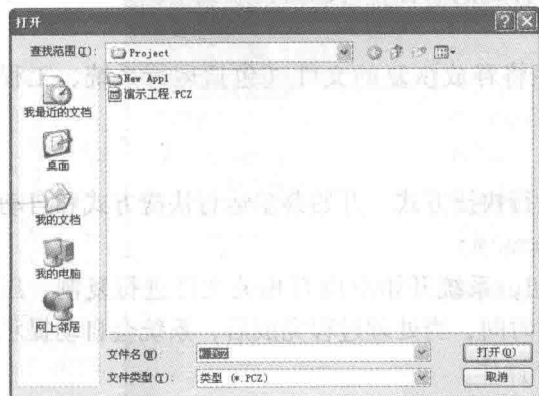 打开
查找范围(I):
Project
New Appl
演示工程.PCZ
我最近的文档
桌面
我的文档
我的电脑
网上邻居
文件名(N)
打开(O)
文件类型(T):
类型 (*.PCZ)
取消